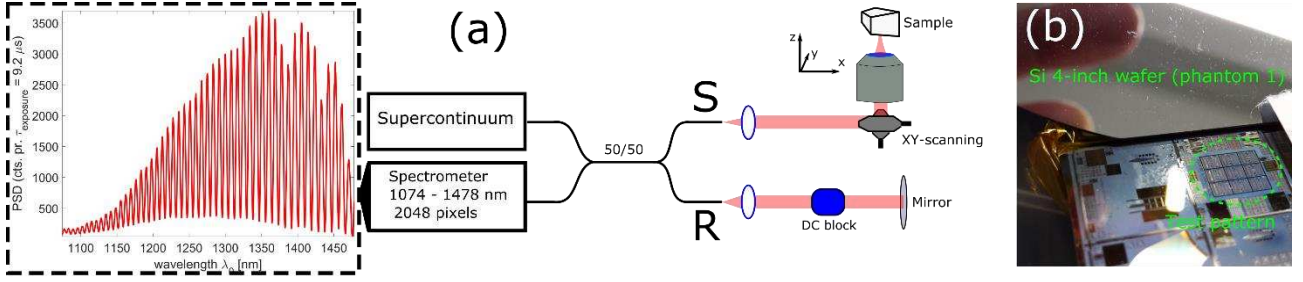 (a)
3500
3000
2500
2000
1500
1000
500
PSD (cts. pr. τexposure = 9.2 μs)
1100 1150 1200 1250 1300 1350 1400 1450
wavelength λ0 [nm]
Supercontinuum
Spectrometer
1074 - 1478 nm
2048 pixels
50/50
S
R
Sample
z
y
x
XY-scanning
DC block
Mirror
(b)
Si 4-inch wafer (phantom 1)
Test pattern